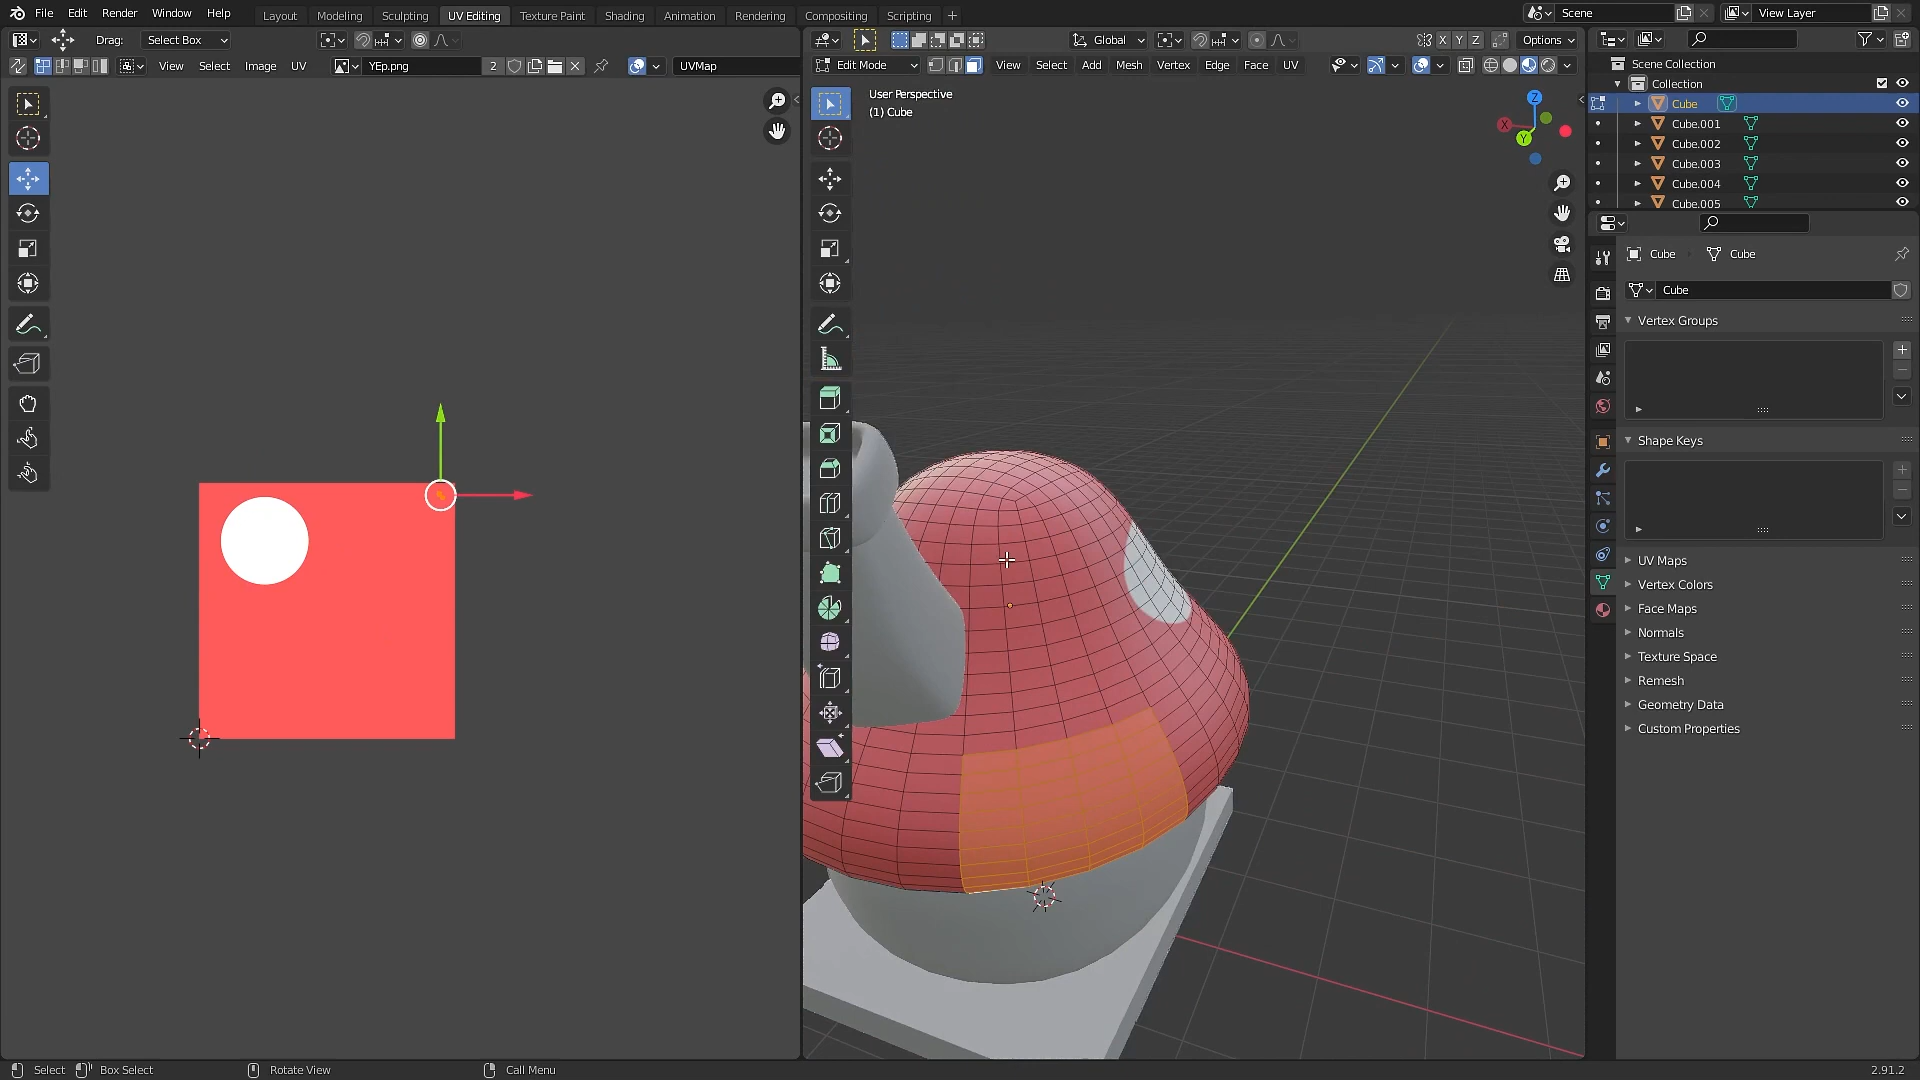 File Edit Render Window Help Layout Modeling Sculpting UV Editing Texture Paint Shading Animation Rendering Compositing Scripting + Scene View Layer
Drag: Select Box
View Select Image UV YEp.png 2 UVMap
Global X Y Z Options
Edit Mode View Select Add Mesh Vertex Edge Face UV
User Perspective
(1) Cube
Z
X
Y
Scene Collection
Collection
Cube
Cube.001
Cube.002
Cube.003
Cube.004
Cube.005
Cube Cube
Cube
Vertex Groups
Shape Keys
UV Maps
Vertex Colors
Face Maps
Normals
Texture Space
Remesh
Geometry Data
Custom Properties
Select Box Select Rotate View Call Menu 2.91.2